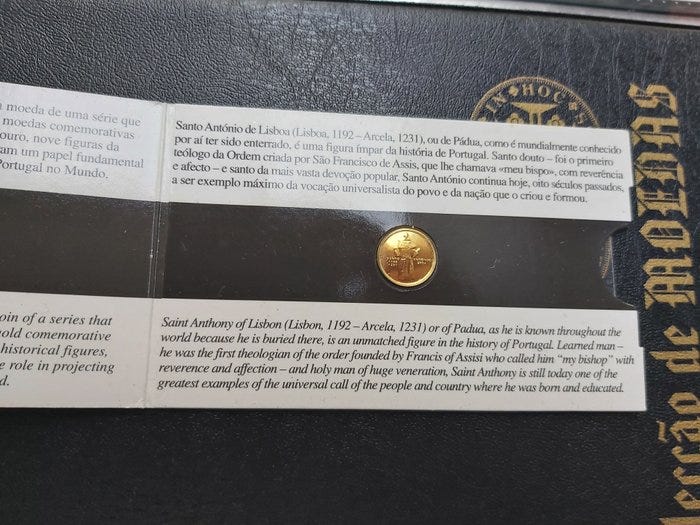 moeda de uma série que
moedas comemorativas
ouro, nove figuras da
am um papel fundamental
Portugal no Mundo.
Santo António de Lisboa (Lisboa, 1192 – Arcela, 1231), ou de Pádua, como é mundialmente conhecido
por aí ter sido enterrado, é uma figura ímpar da história de Portugal. Santo douto – foi o primeiro
teólogo da Ordem criada por São Francisco de Assis, que lhe chamava «meu bispo», com reverência
e afecto – e santo da mais vasta devoção popular, Santo António continua hoje, oito séculos passados,
a ser exemplo máximo da vocação universalista do povo e da nação que o criou e formou.
oin of a series that
gold comemorative
historical figures,
e role in projecting
d.
Saint Anthony of Lisbon (Lisbon, 1192 – Arcela, 1231) or of Padua, as he is known throughout the
world because he is buried there, is an unmatched figure in the history of Portugal. Learned man –
he was the first theologian of the order founded by Francis of Assisi who called him "my bishop" with
reverence and affection – and holy man of huge veneration, Saint Anthony is still today one of the
greatest examples of the universal call of the people and country where he was born and educated.
IN HOC
lecção de MOEDAS